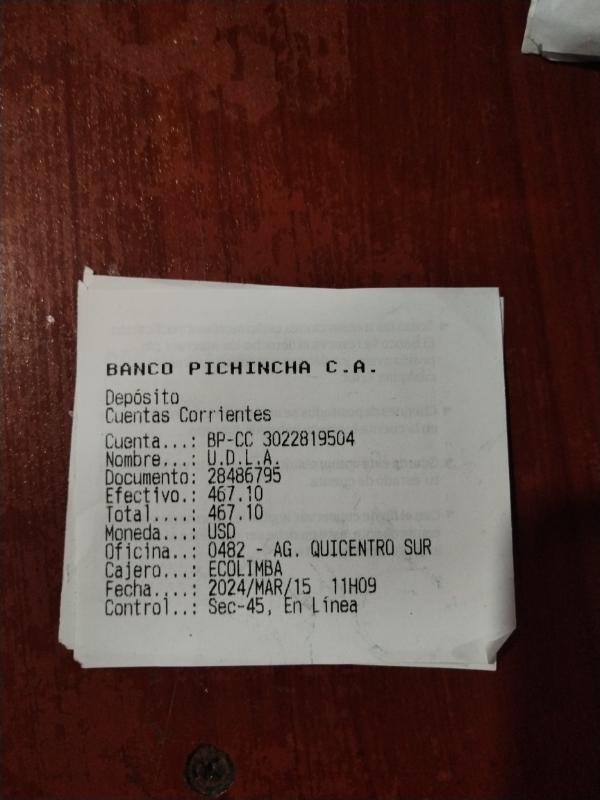 BANCO PICHINCHA C.A.
Depósito
Cuentas Corrientes
Cuenta...: BP-CC 3022819504
Nombre...: U.D.L.A.
Documento: 28486795
Efectivo.: 467.10
Total....: 467.10
Moneda...: USD
Oficina..: 0482 - AG. QUICENTRO SUR
Cajero...: ECOLIMBA
Fecha....: 2024/MAR/15 11H09
Control..: Sec-45, En Línea